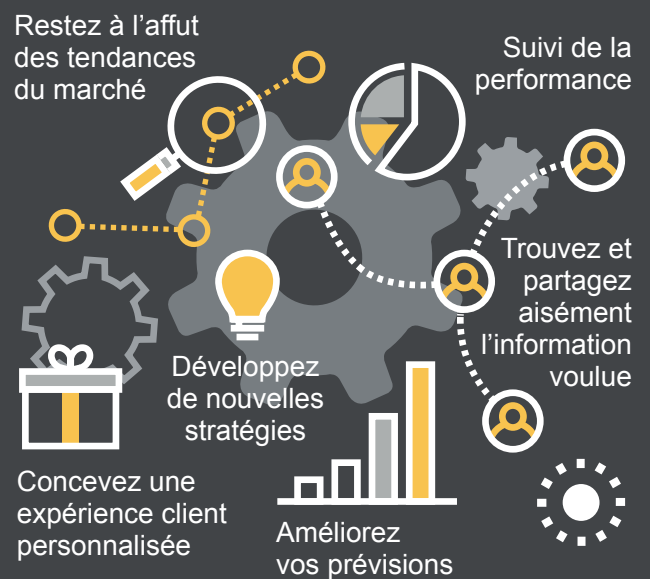 Restez à l’affut
des tendances
du marché
Suivi de la
performance
Trouvez et
partagez
aisément
l’information
voulue
Développez
de nouvelles
stratégies
Concevez une
expérience client
personnalisée
Améliorez
vos prévisions